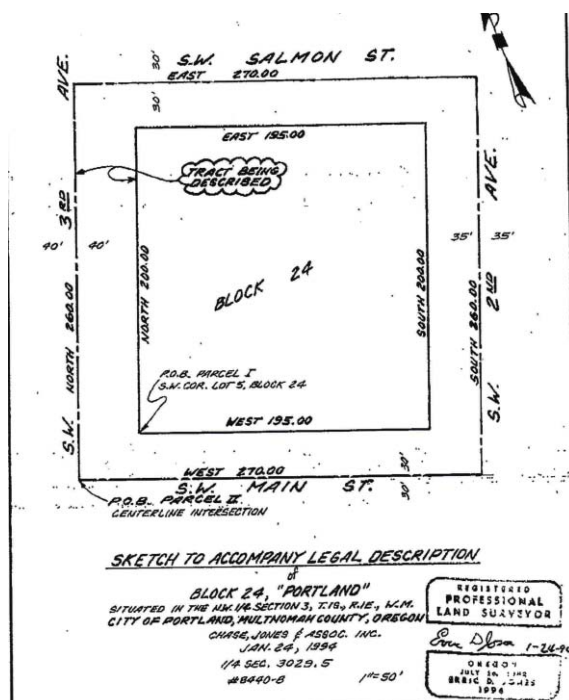 S.W. SALMON ST.
30'
EAST 270.00
30'
EAST 195.00
TRACT BEING
DESCRIBED
S.W. 3RD AVE.
NORTH 260.00
40' 40'
NORTH 200.00
BLOCK 24
SOUTH 200.00
35' 35'
SOUTH 260.00
S.W. 2ND AVE.
P.O.B. PARCEL I
S.W. COR. LOT 5, BLOCK 24
WEST 195.00
30'
WEST 270.00
30'
S.W. MAIN ST.
P.O.B. PARCEL II
CENTERLINE INTERSECTION
SKETCH TO ACCOMPANY LEGAL DESCRIPTION
of
BLOCK 24, "PORTLAND"
SITUATED IN THE N.W. 1/4 SECTION 3, T.1S., R.1E., W.M.
CITY OF PORTLAND, MULTNOMAH COUNTY, OREGON
CHASE, JONES & ASSOC. INC.
JAN. 24, 1994
1/4 SEC. 3029.5
#8440-B 1"=50'
REGISTERED
PROFESSIONAL
LAND SURVEYOR
1-24-94
OREGON
JULY
JONES